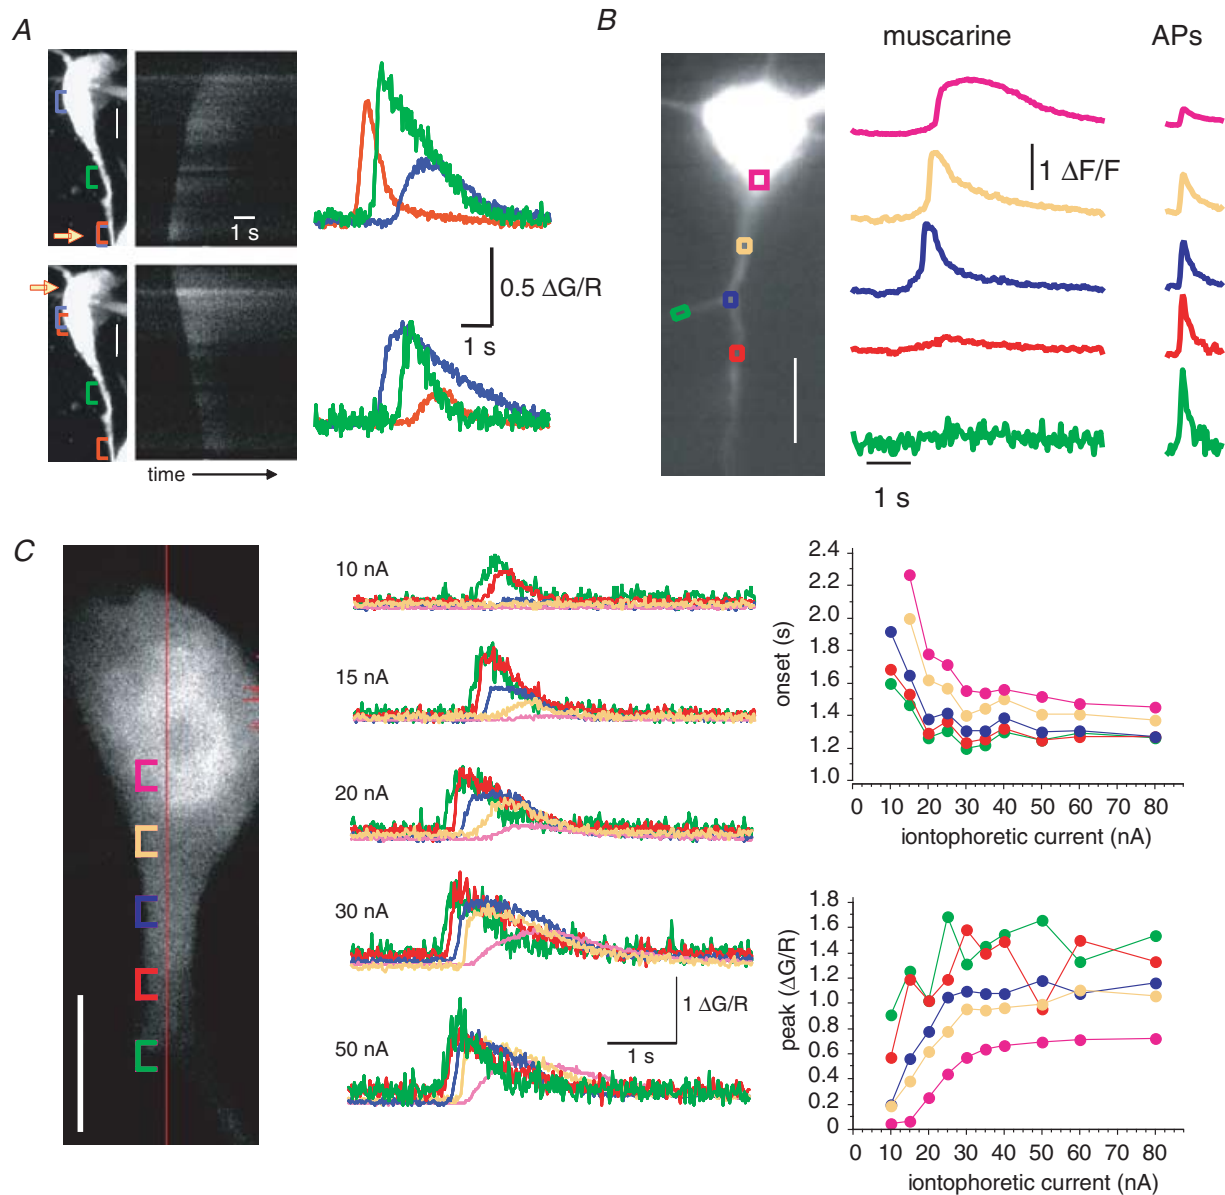 A
1 s
time
0.5 ΔG/R
1 s
B
muscarine
APs
1 ΔF/F
1 s
C
10 nA
15 nA
20 nA
30 nA
50 nA
1 ΔG/R
1 s
onset (s)
2.4
2.2
2.0
1.8
1.6
1.4
1.2
1.0
0 10 20 30 40 50 60 70 80
iontophoretic current (nA)
peak (ΔG/R)
1.8
1.6
1.4
1.2
1.0
0.8
0.6
0.4
0.2
0
0 10 20 30 40 50 60 70 80
iontophoretic current (nA)